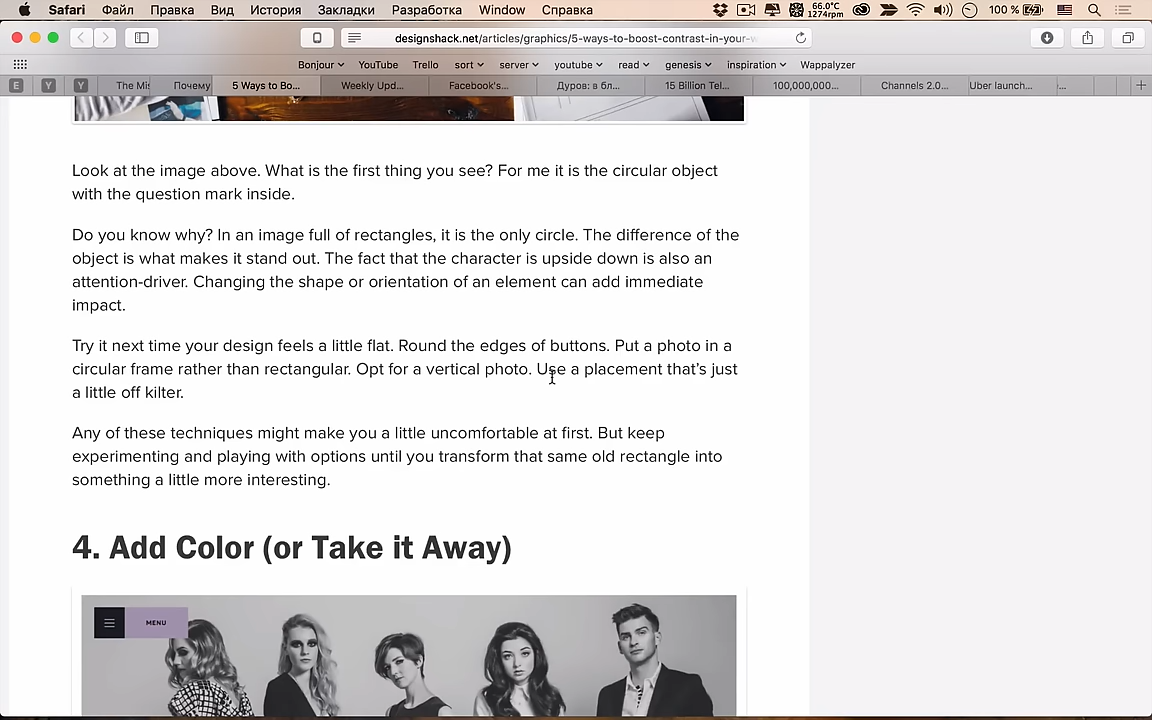 Safari Файл Правка Вид История Закладки Разработка Window Справка 66.0°C 1274rpm 100 %
designshack.net/articles/graphics/5-ways-to-boost-contrast-in-your-
Bonjour YouTube Trello sort server youtube read genesis inspiration Wappalyzer
E Y Y The Mi Почему 5 Ways to Bo... Weekly Upd... Facebook's... Дуров: в бл... 15 Billion Tel... 100,000,000... Channels 2.0... Uber launch...
Look at the image above. What is the first thing you see? For me it is the circular object
with the question mark inside.
Do you know why? In an image full of rectangles, it is the only circle. The difference of the
object is what makes it stand out. The fact that the character is upside down is also an
attention-driver. Changing the shape or orientation of an element can add immediate
impact.
Try it next time your design feels a little flat. Round the edges of buttons. Put a photo in a
circular frame rather than rectangular. Opt for a vertical photo. Use a placement that’s just
a little off kilter.
Any of these techniques might make you a little uncomfortable at first. But keep
experimenting and playing with options until you transform that same old rectangle into
something a little more interesting.
4. Add Color (or Take it Away)
MENU